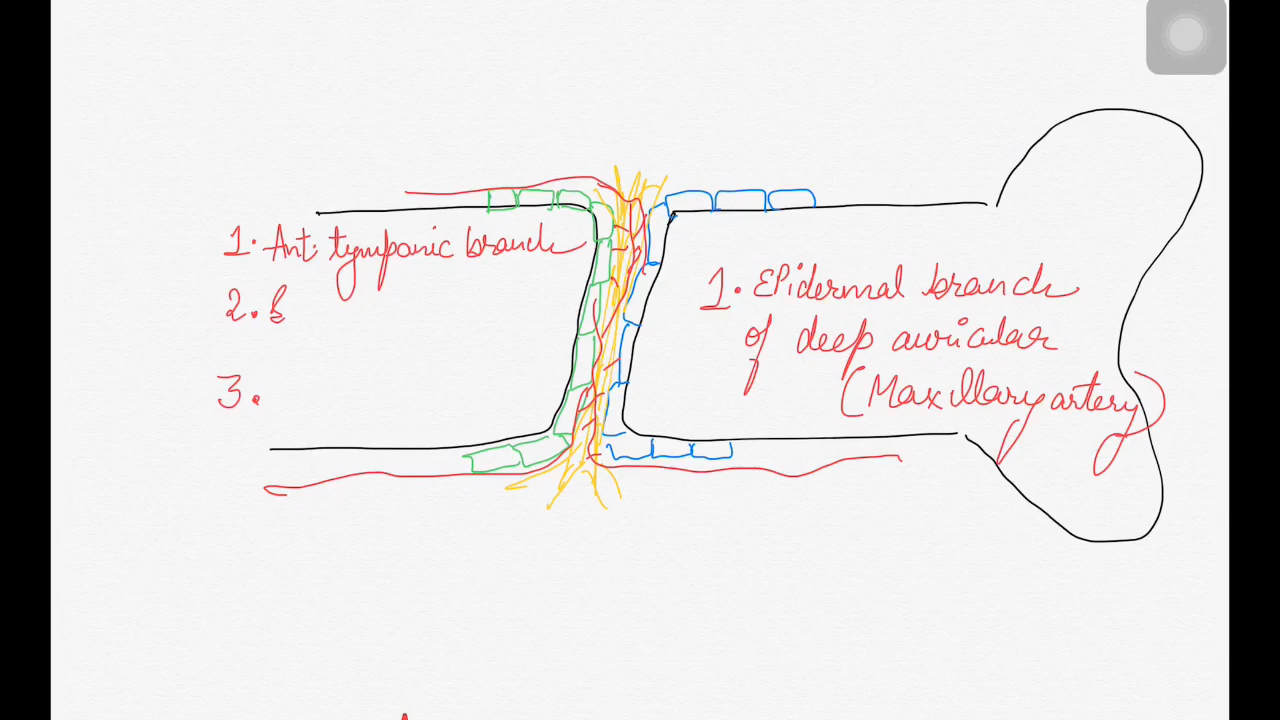 1. Ant. tympanic branch
2.
3.
1. Epidermal branch
of deep auricular
(Maxillary artery)